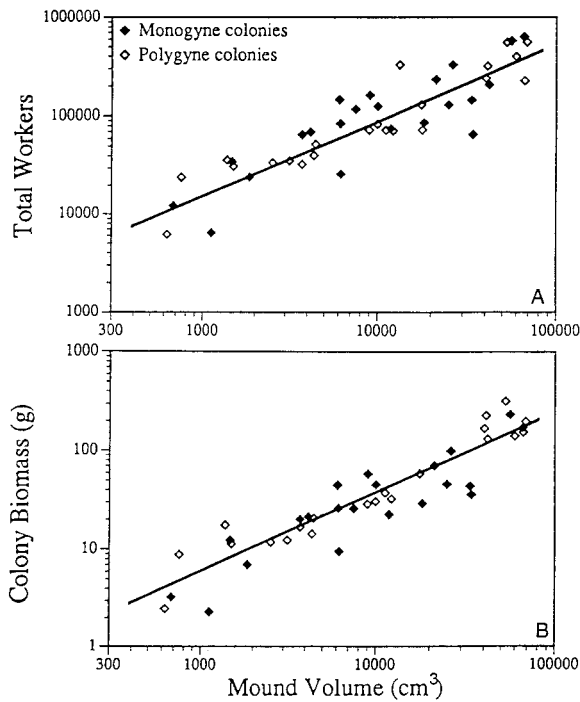 1000000
Monogyne colonies
Polygyne colonies
100000
Total Workers
10000
A
1000
300
1000
10000
100000
1000
100
Colony Biomass (g)
10
B
1
300
1000
10000
100000
Mound Volume (cm³)